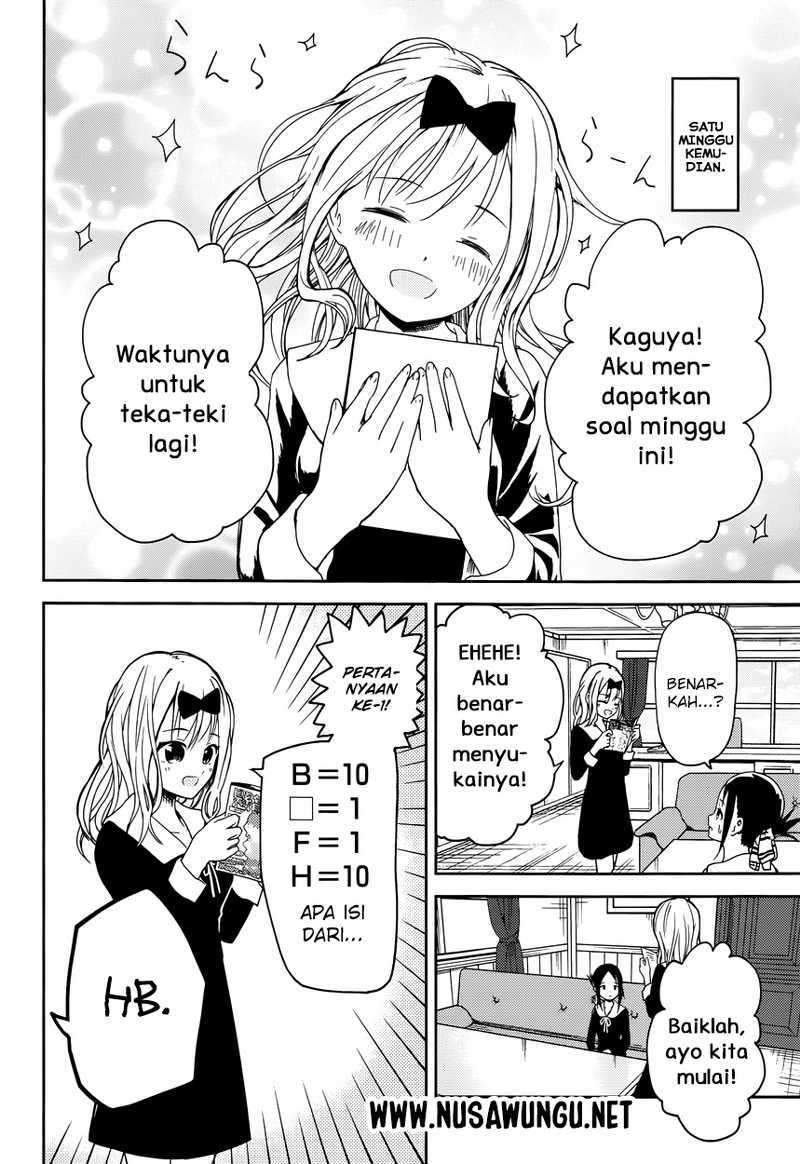 SATU
MINGGU
KEMU-
DIAN.
らんら
らーん
Kaguya!
Aku men-
dapatkan
soal minggu
ini!
Waktunya
untuk
teka-teki
lagi!
BENAR-
KAH...?
EHEHE!
Aku
benar-
benar
menyu-
kainya!
Baiklah,
ayo kita
mulai!
PERTA-
NYAAN
KE-1!
B=10
□=1
F=1
H=10
APA ISI
DARI...
HB.
WWW.NUSAWUNGU.NET